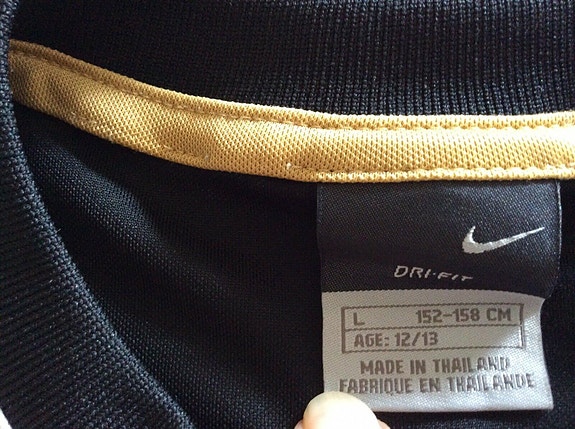 DRI-FIT
L 152-158 CM
AGE: 12/13
MADE IN THAILAND
FABRIQUE EN THAILANDE